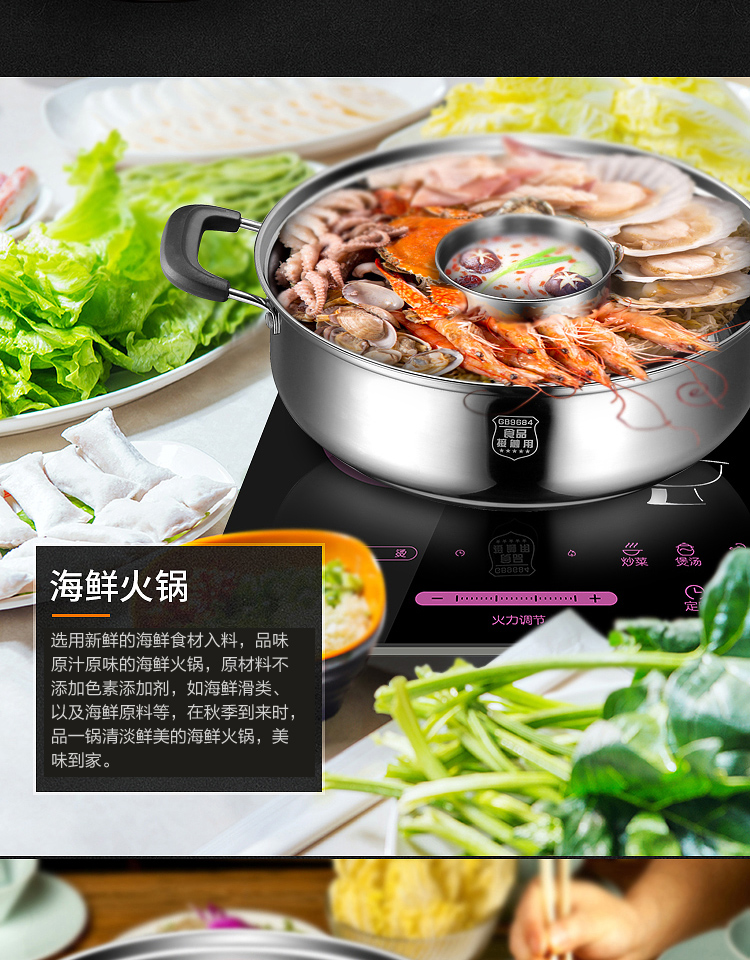 GB9684
食品
接触用
煲
炒菜
煲汤
定
火力调节
海鲜火锅
选用新鲜的海鲜食材入料，品味
原汁原味的海鲜火锅，原材料不
添加色素添加剂，如海鲜滑类、
以及海鲜原料等，在秋季到来时，
品一锅清淡鲜美的海鲜火锅，美
味到家。